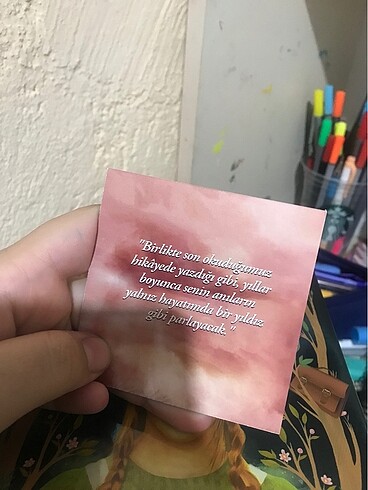 "Birlikte son okuduğumuz
hikâyede yazdığı gibi, yıllar
boyunca senin anıların
yalnız hayatımda bir yıldız
gibi parlayacak."